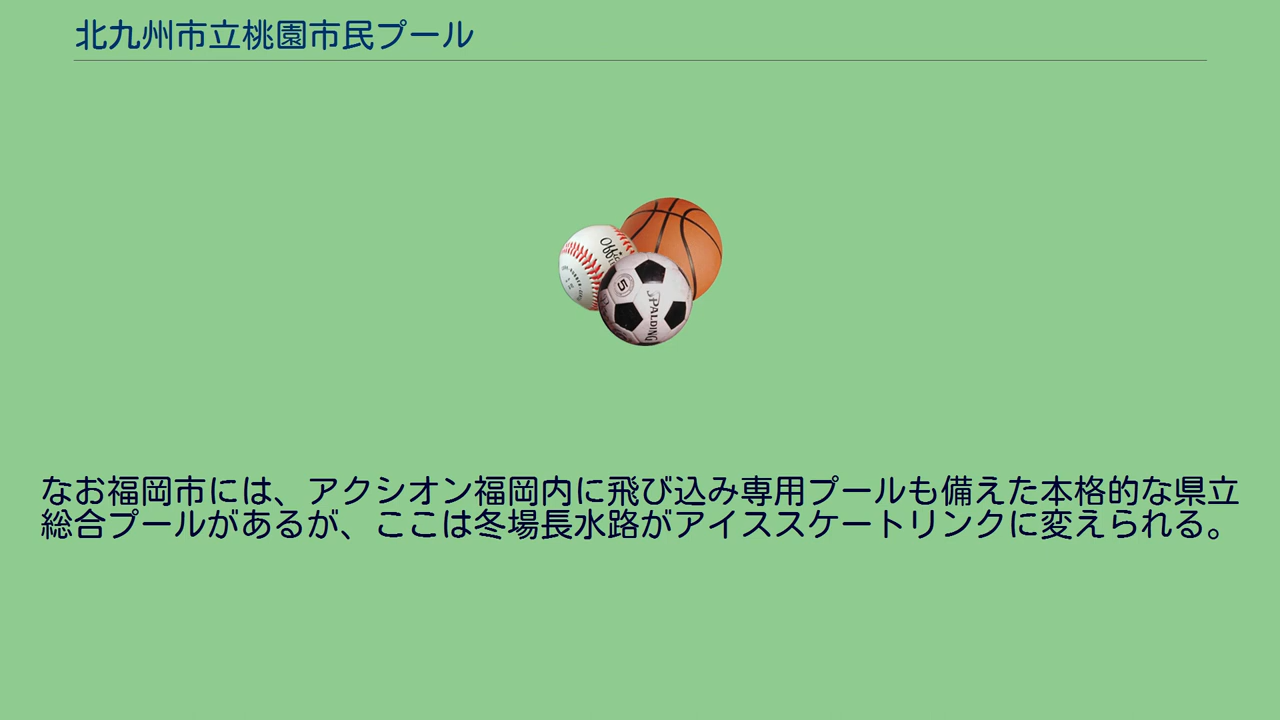 北九州市立桃園市民プール
Offic
5
SPALDING
なお福岡市には、アクシオン福岡内に飛び込み専用プールも備えた本格的な県立
総合プールがあるが、ここは冬場長水路がアイススケートリンクに変えられる。